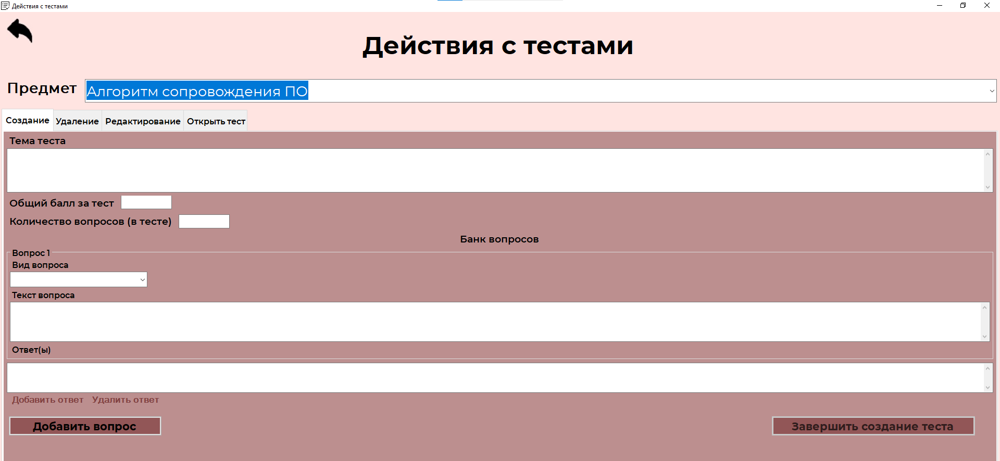 Действия с тестами
Действия с тестами
Предмет Алгоритм сопровождения ПО
Создание Удаление Редактирование Открыть тест
Тема теста
Общий балл за тест
Количество вопросов (в тесте)
Банк вопросов
Вопрос 1
Вид вопроса
Текст вопроса
Ответ(ы)
Добавить ответ Удалить ответ
Добавить вопрос Завершить создание теста